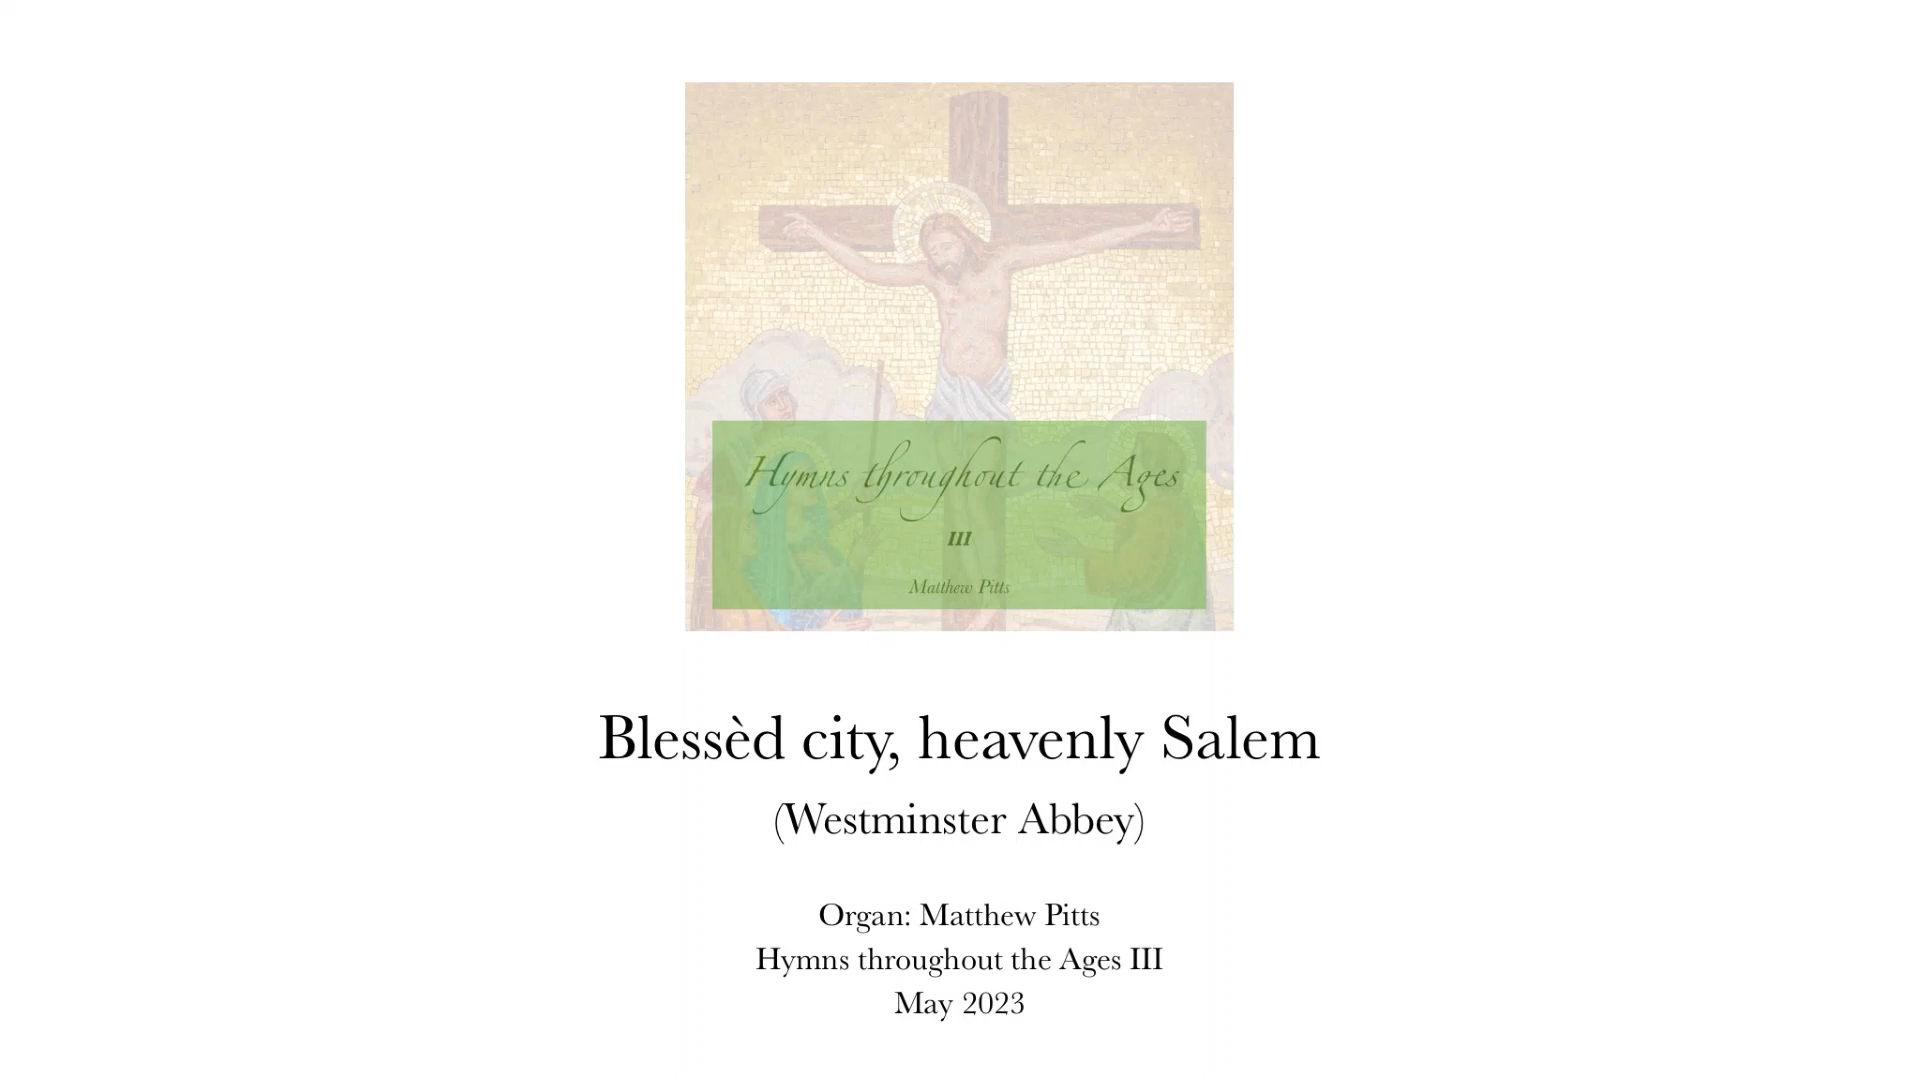 Hymns throughout the Ages
III
Matthew Pitts
Blessèd city, heavenly Salem
(Westminster Abbey)
Organ: Matthew Pitts
Hymns throughout the Ages III
May 2023